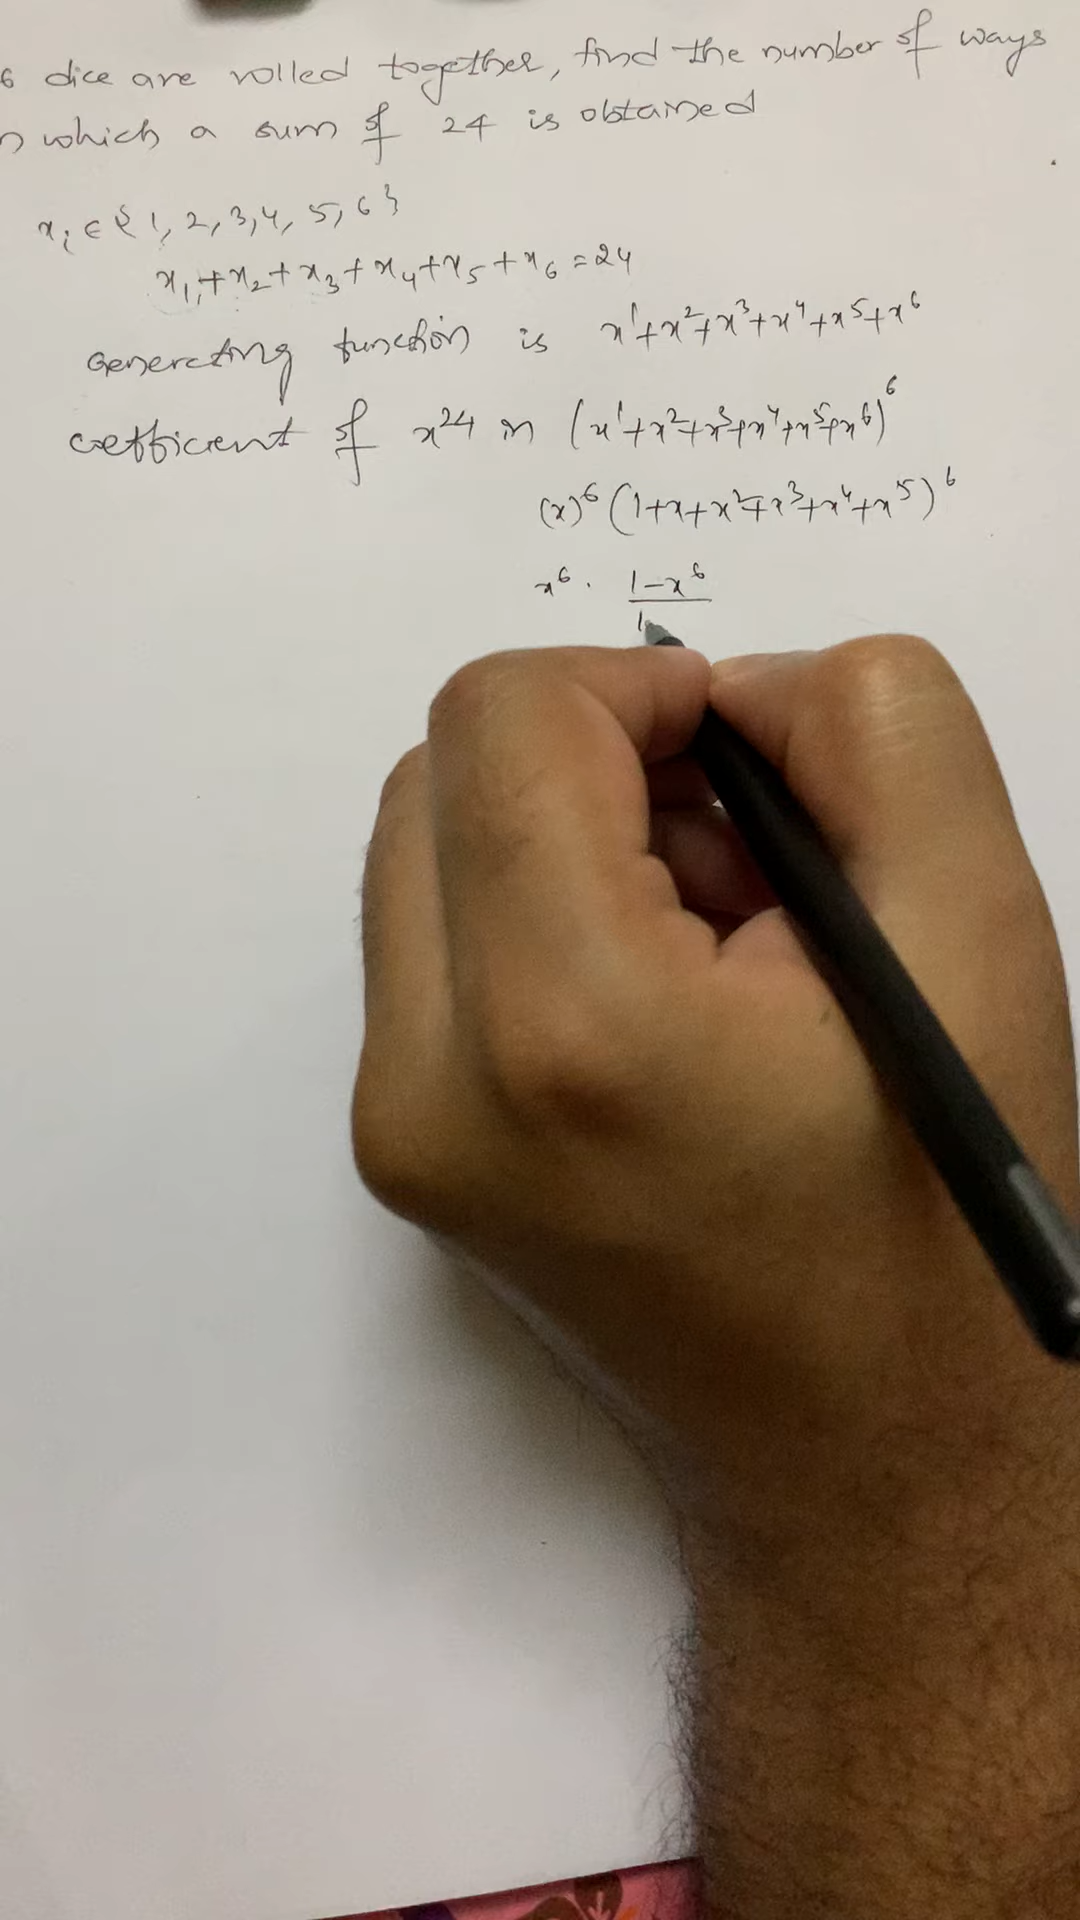 6 dice are rolled together, find the number of ways
n which a sum of 24 is obtained
xᵢ ∈ { 1, 2, 3, 4, 5, 6 }
x₁ + x₂ + x₃ + x₄ + x₅ + x₆ = 24
Generating function is x¹+x²+x³+x⁴+x⁵+x⁶
coefficient of x²⁴ in (x¹+x²+x³+x⁴+x⁵+x⁶)⁶
(x)⁶ (1+x+x²+x³+x⁴+x⁵)⁶
x⁶ . 1-x⁶
1